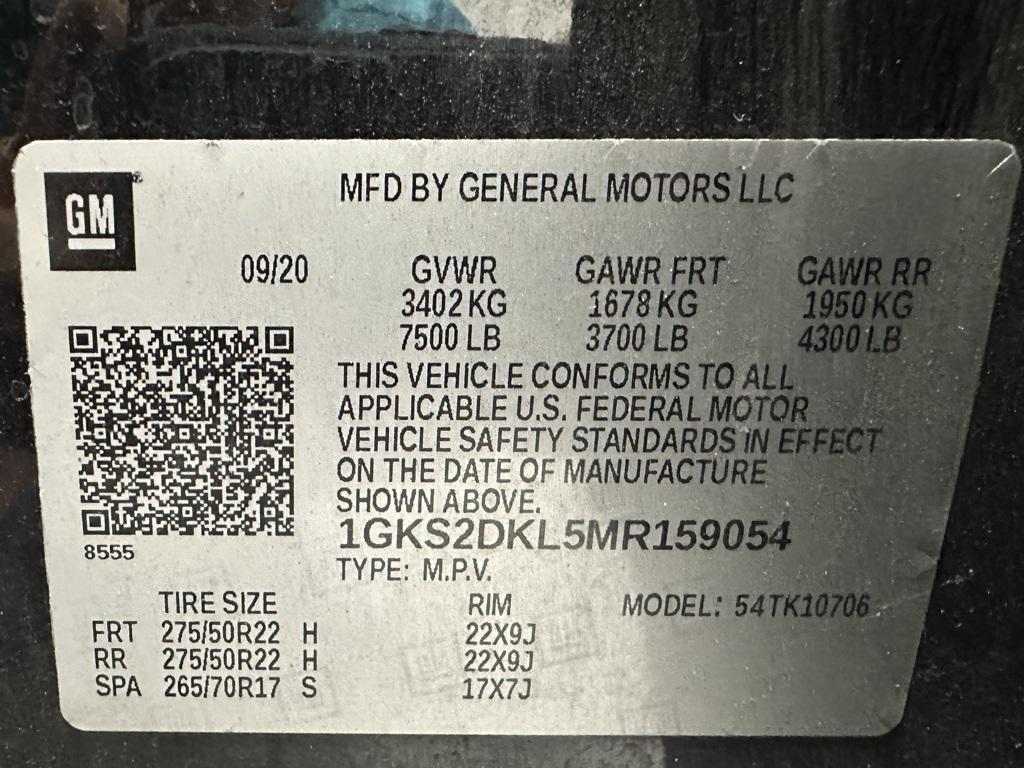 GM
MFD BY GENERAL MOTORS LLC
09/20 GVWR GAWR FRT GAWR RR
3402 KG 1678 KG 1950 KG
7500 LB 3700 LB 4300 LB
THIS VEHICLE CONFORMS TO ALL
APPLICABLE U.S. FEDERAL MOTOR
VEHICLE SAFETY STANDARDS IN EFFECT
ON THE DATE OF MANUFACTURE
SHOWN ABOVE.
1GKS2DKL5MR159054
8555
TYPE: M.P.V.
TIRE SIZE RIM MODEL: 54TK10706
FRT 275/50R22 H 22X9J
RR 275/50R22 H 22X9J
SPA 265/70R17 S 17X7J